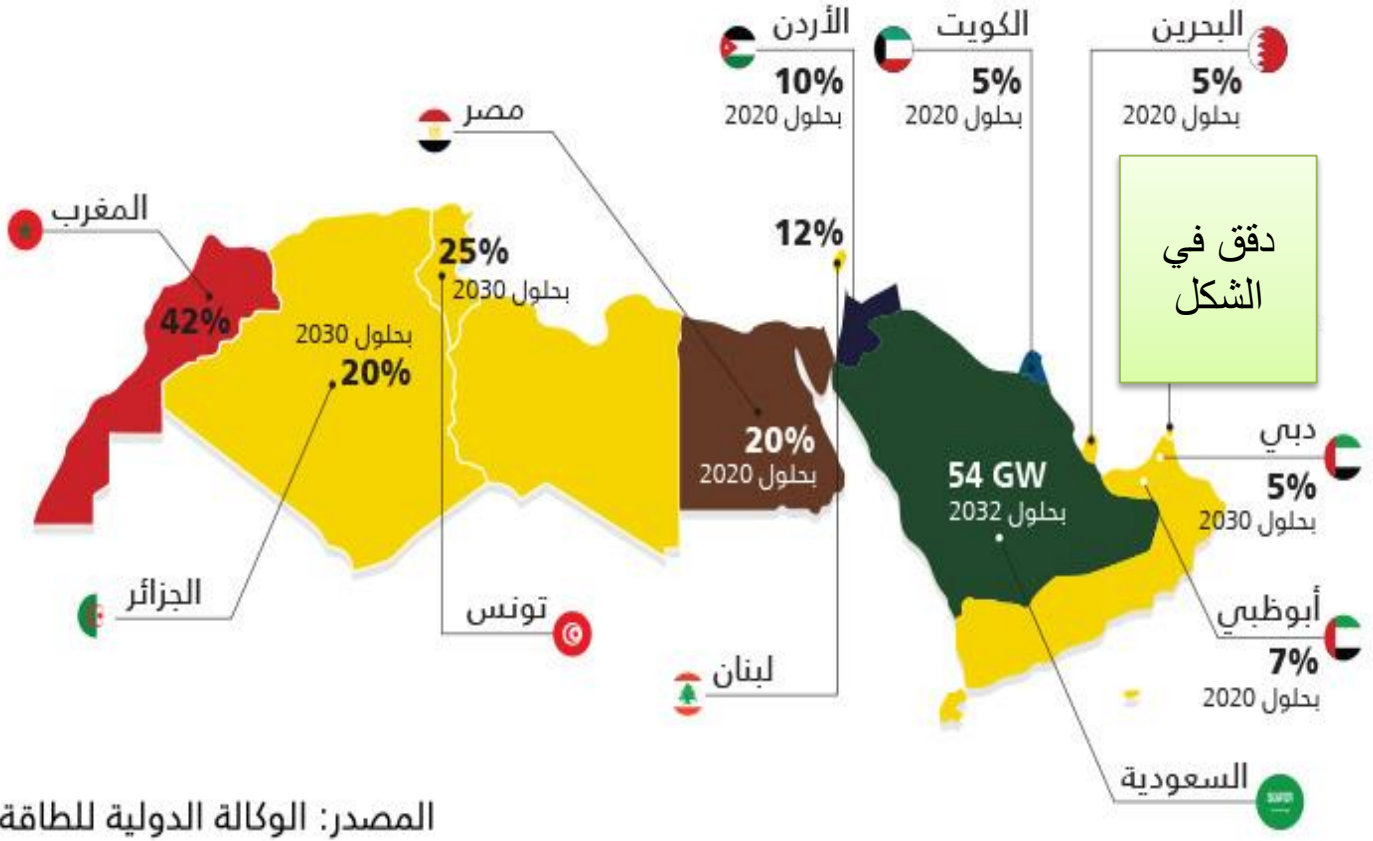 البحرين
5%
بحلول 2020
الكويت
5%
بحلول 2020
الأردن
10%
بحلول 2020
مصر
20%
بحلول 2020
المغرب
42%
25%
بحلول 2030
بحلول 2030
20%
12%
دقق في
الشكل
54 GW
بحلول 2032
دبي
5%
بحلول 2030
أبوظبي
7%
بحلول 2020
الجزائر
تونس
لبنان
السعودية
المصدر: الوكالة الدولية للطاقة